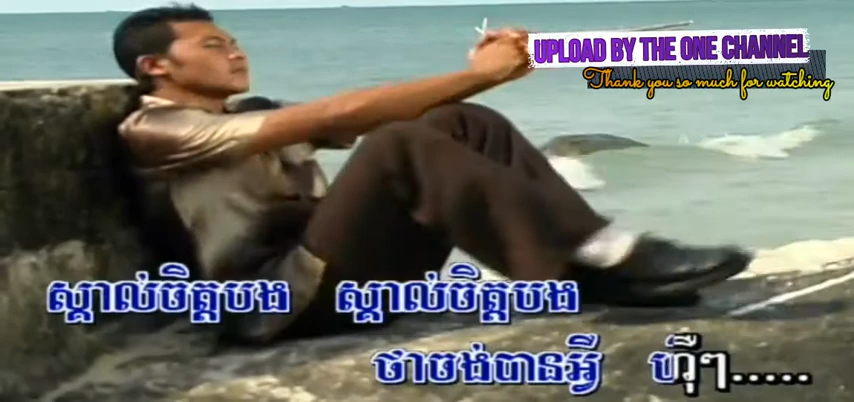 UPLOAD BY THE ONE CHANNEL
Thank you so much for watching
ស្គាល់ចិត្តបង ស្គាល់ចិត្តបង
ថាចង់បានអ្វី ហ៊ឺៗ......